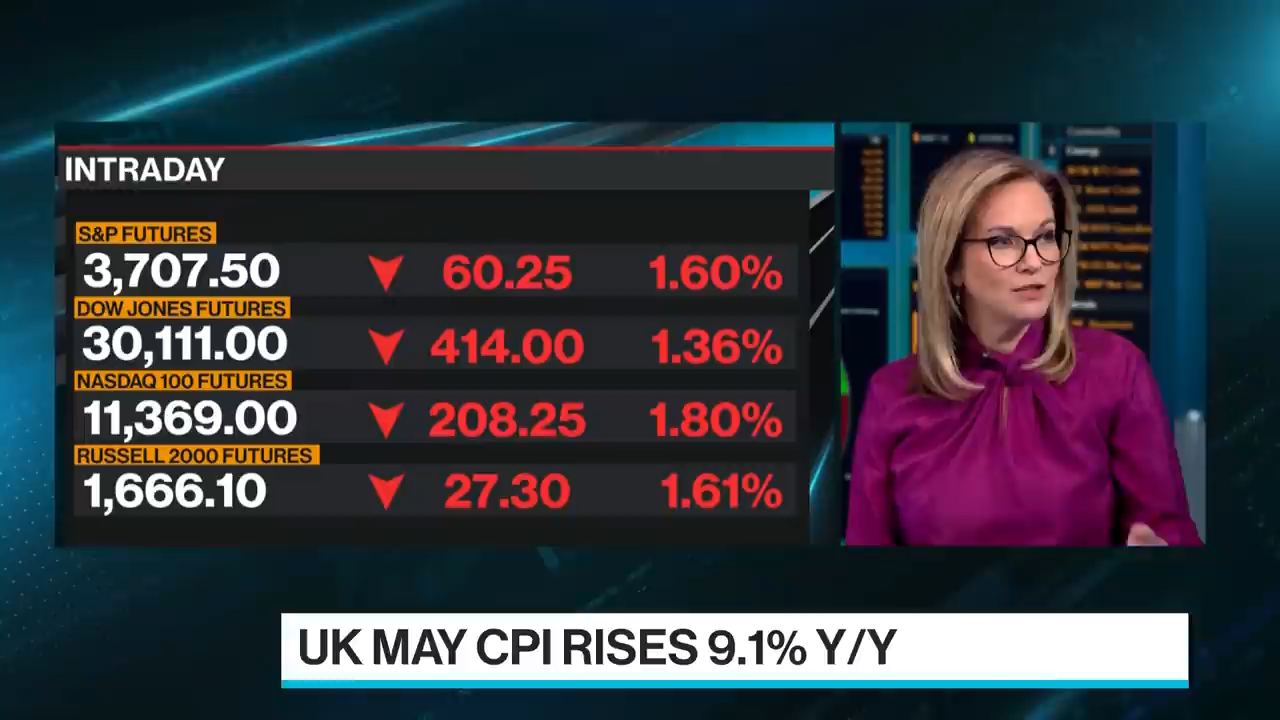 INTRADAY
S&P FUTURES
3,707.50 60.25 1.60%
DOW JONES FUTURES
30,111.00 414.00 1.36%
NASDAQ 100 FUTURES
11,369.00 208.25 1.80%
RUSSELL 2000 FUTURES
1,666.10 27.30 1.61%
UK MAY CPI RISES 9.1% Y/Y